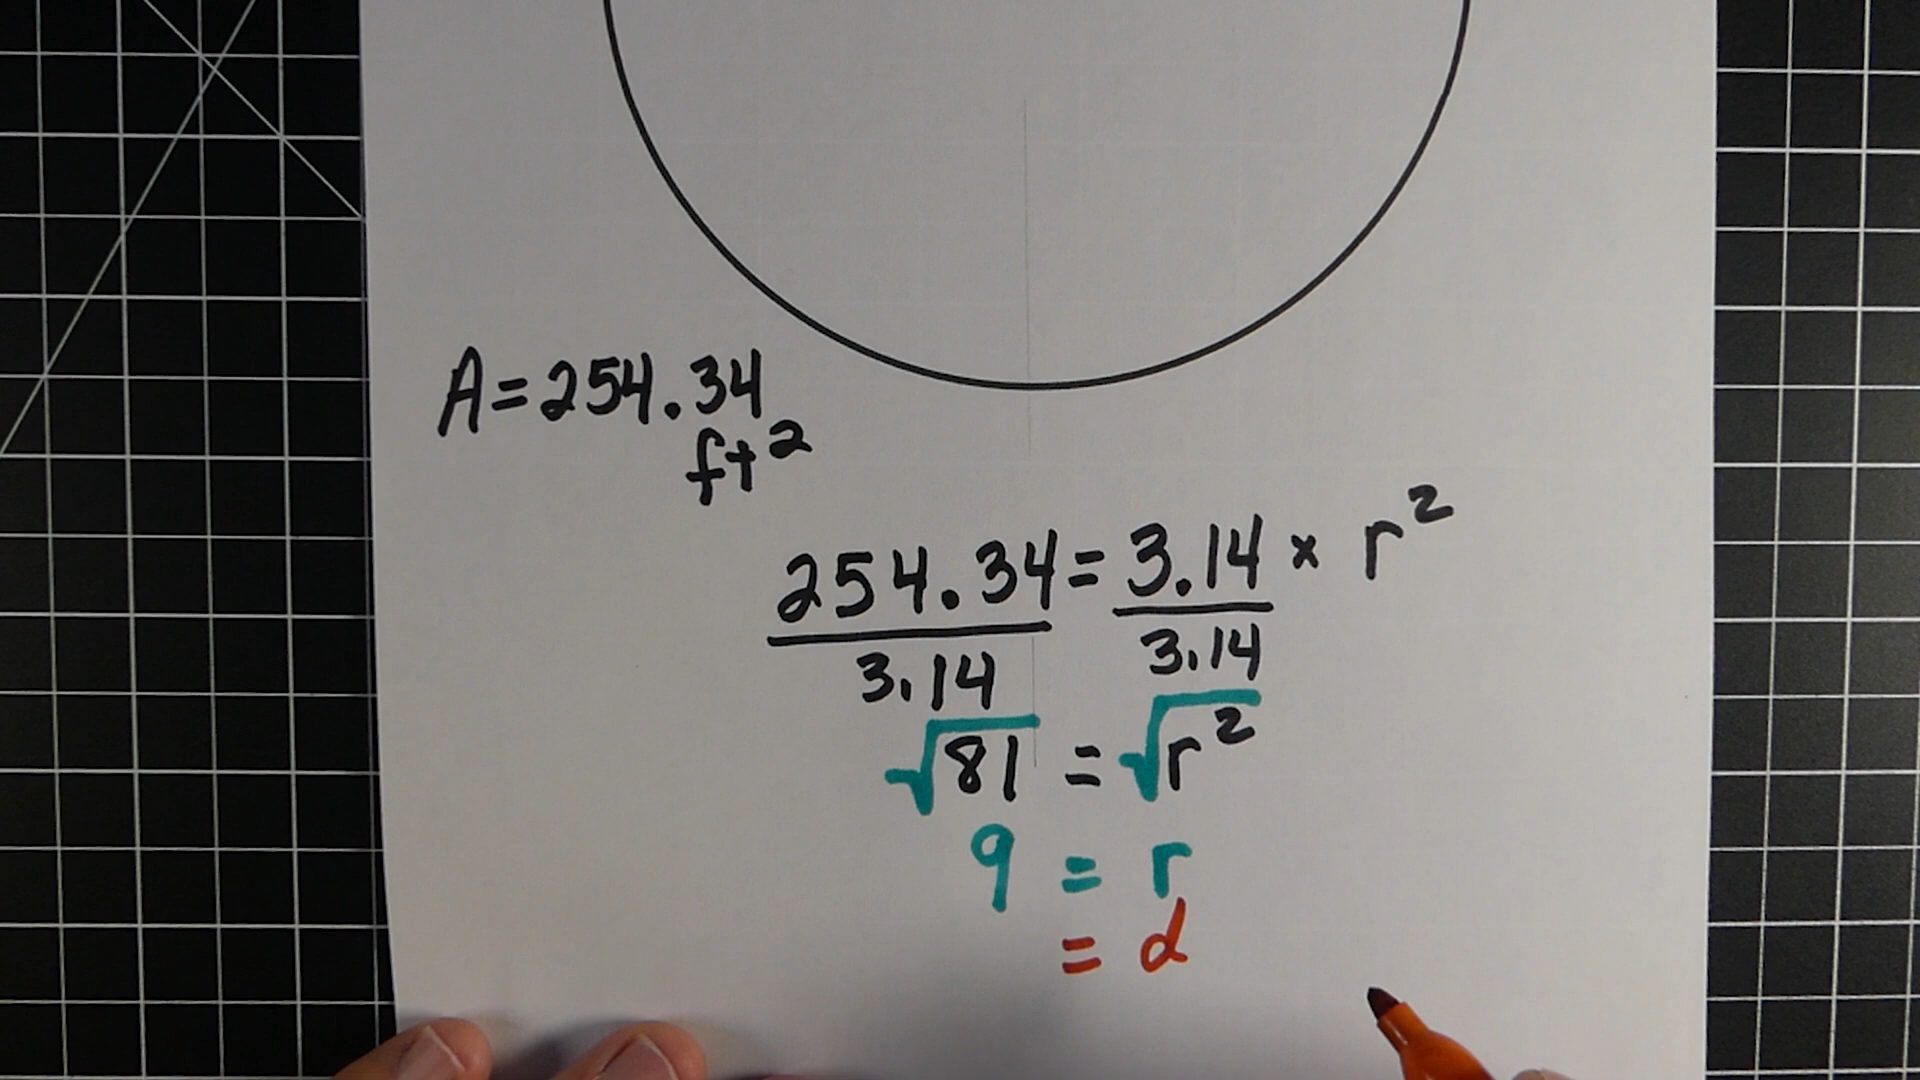 A=254.34
ft²
254.34=3.14 × r²
3.14 3.14
√81 = √r²
9 = r
= d